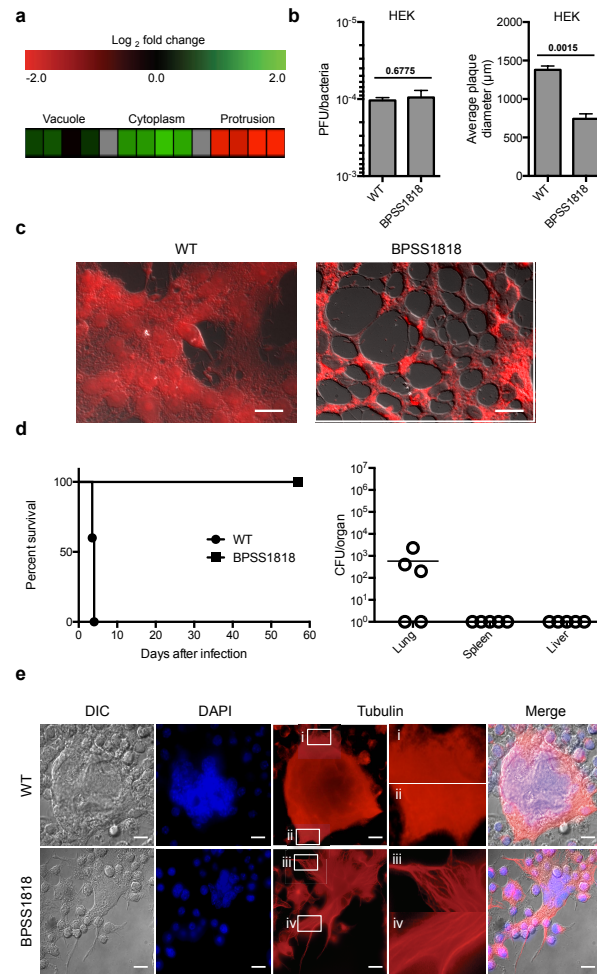 a
Log 2 fold change
-2.0 0.0 2.0
Vacuole Cytoplasm Protrusion
b
HEK
PFU/bacteria
10-5
10-4
10-3
0.6775
WT BPSS1818
HEK
Average plaque
diameter (µm)
2000
1500
1000
500
0
0.0015
WT BPSS1818
c
WT BPSS1818
d
Percent survival
100
50
0
WT
BPSS1818
0 10 20 30 40 50 60
Days after infection
CFU/organ
107
106
105
104
103
102
101
100
Lung Spleen Liver
e
DIC DAPI Tubulin Merge
WT
i
ii
i
ii
BPSS1818
iii
iv
iii
iv